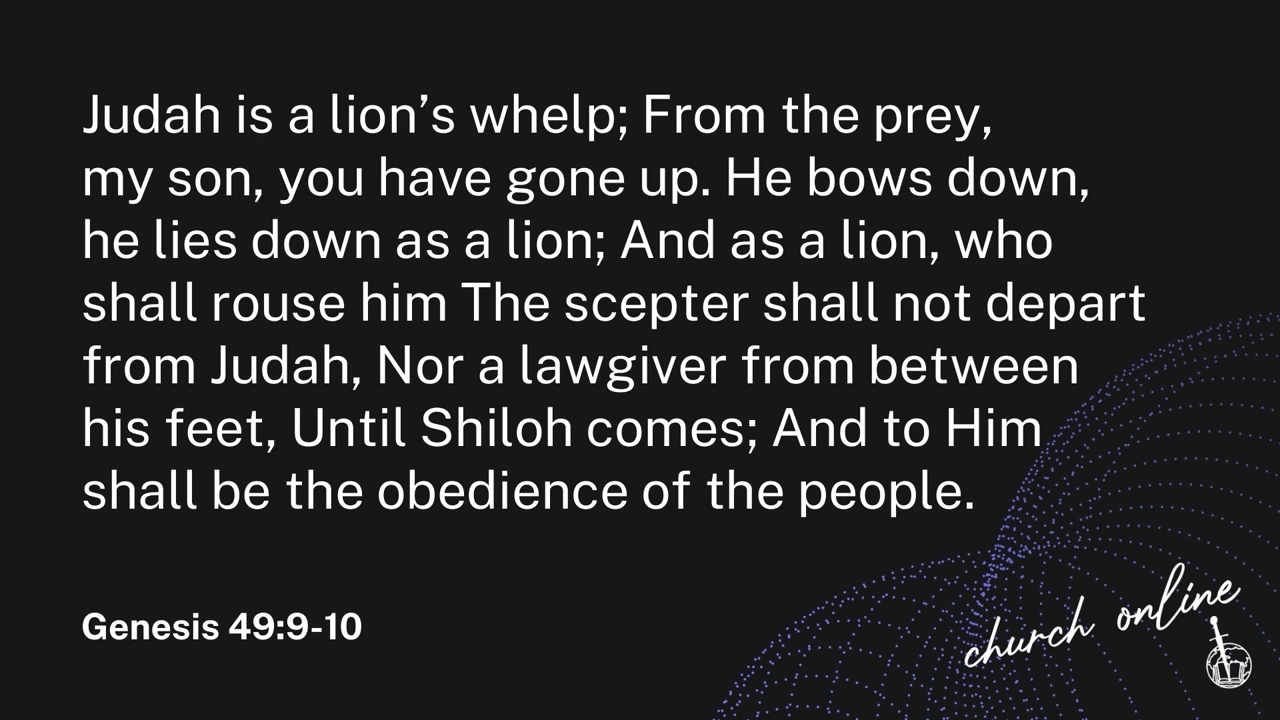 Judah is a lion’s whelp; From the prey,
my son, you have gone up. He bows down,
he lies down as a lion; And as a lion, who
shall rouse him The scepter shall not depart
from Judah, Nor a lawgiver from between
his feet, Until Shiloh comes; And to Him
shall be the obedience of the people.
Genesis 49:9-10
church online